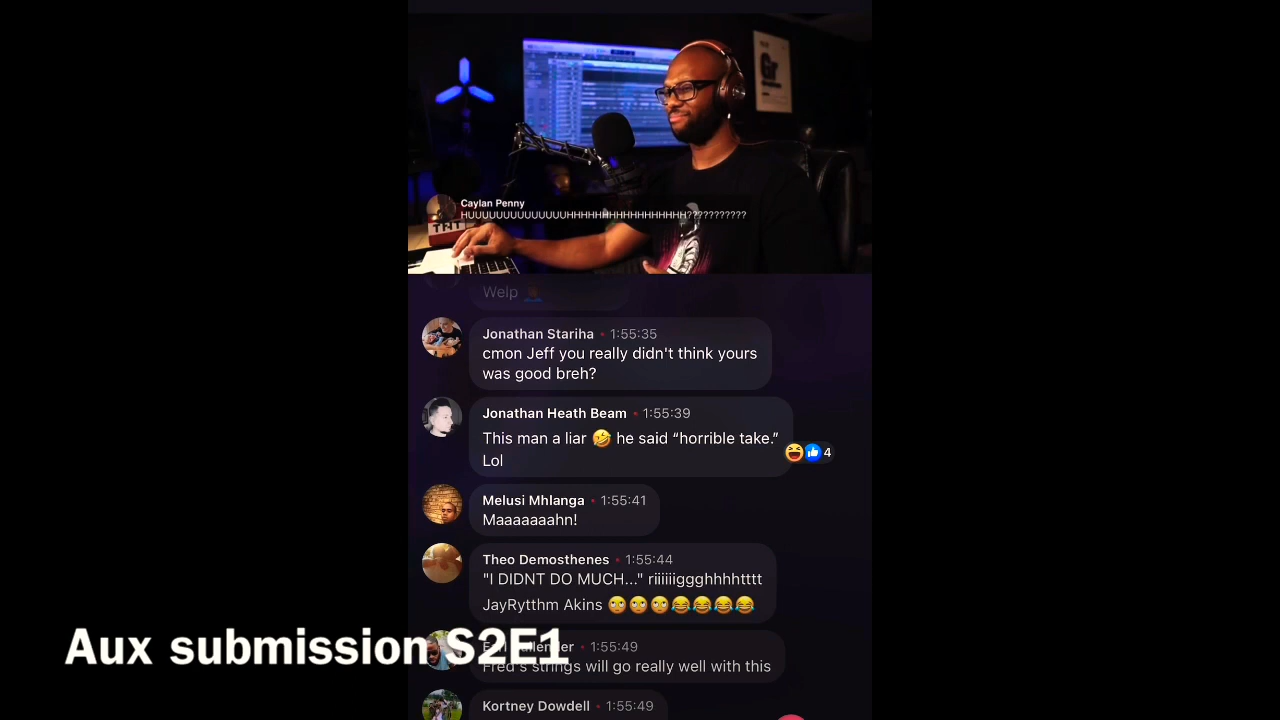 Gr
Caylan Penny
HUUUUUUUUUUUUUUUHHHHHHHHHHHHHHHHHH???????????
TNT
Welp 🤦‍♂️
Jonathan Stariha • 1:55:35
cmon Jeff you really didn't think yours
was good breh?
Jonathan Heath Beam • 1:55:39
This man a liar 🤣 he said “horrible take.”
Lol
4
Melusi Mhlanga • 1:55:41
Maaaaaaahn!
Theo Demosthenes • 1:55:44
"I DIDNT DO MUCH..." riiiiiiggghhhhtttt
JayRytthm Akins 🙄🙄🙄😂😂😂😂
• 1:55:49
Fred's strings will go really well with this
Aux submission S2E1
Kortney Dowdell • 1:55:49